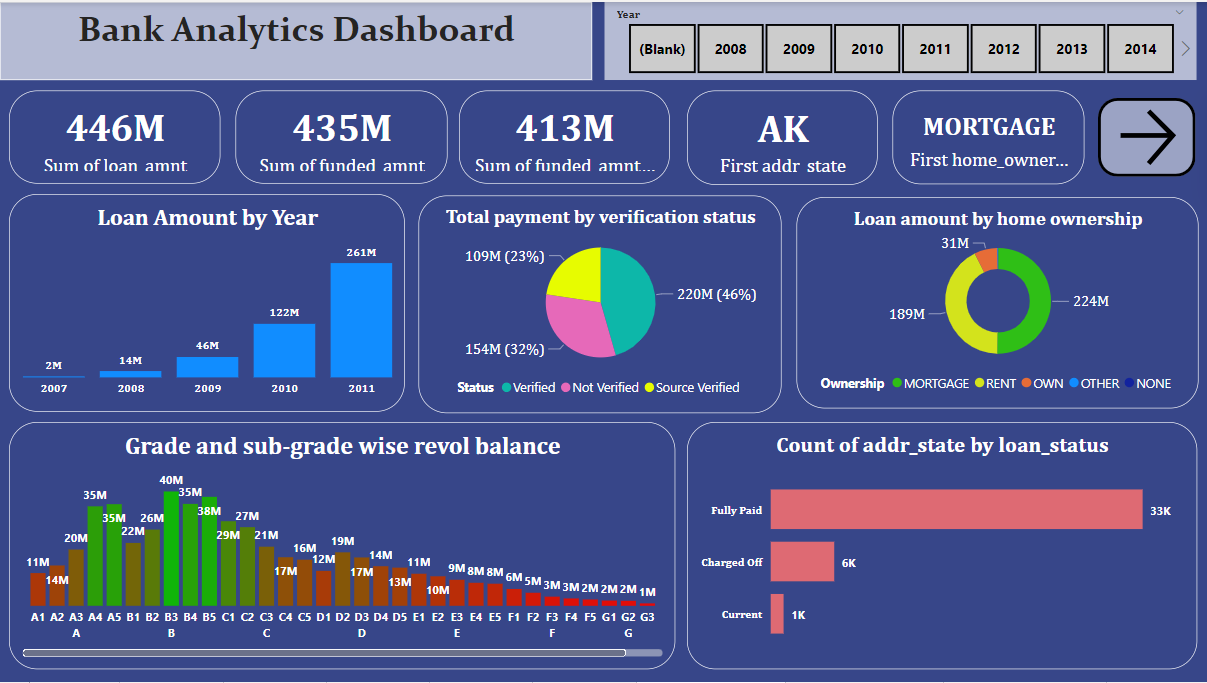 Bank Analytics Dashboard
Year
(Blank) 2008 2009 2010 2011 2012 2013 2014
446M
Sum of loan_amnt
435M
Sum of funded_amnt
413M
Sum of funded_amnt...
AK
First addr_state
MORTGAGE
First home_owner...
Loan Amount by Year
2M 14M 46M 122M 261M
2007 2008 2009 2010 2011
Total payment by verification status
109M (23%)
220M (46%)
154M (32%)
Status Verified Not Verified Source Verified
Loan amount by home ownership
31M
224M
189M
Ownership MORTGAGE RENT OWN OTHER NONE
Grade and sub-grade wise revol balance
11M 14M 20M 35M 35M 22M 26M 40M 35M 38M 29M 27M 21M 17M 16M 12M 19M 17M 14M 13M 11M 10M 9M 8M 8M 6M 5M 3M 3M 2M 2M 2M 1M
A1 A2 A3 A4 A5 B1 B2 B3 B4 B5 C1 C2 C3 C4 C5 D1 D2 D3 D4 D5 E1 E2 E3 E4 E5 F1 F2 F3 F4 F5 G1 G2 G3
A B C D E F G
Count of addr_state by loan_status
Fully Paid 33K
Charged Off 6K
Current 1K